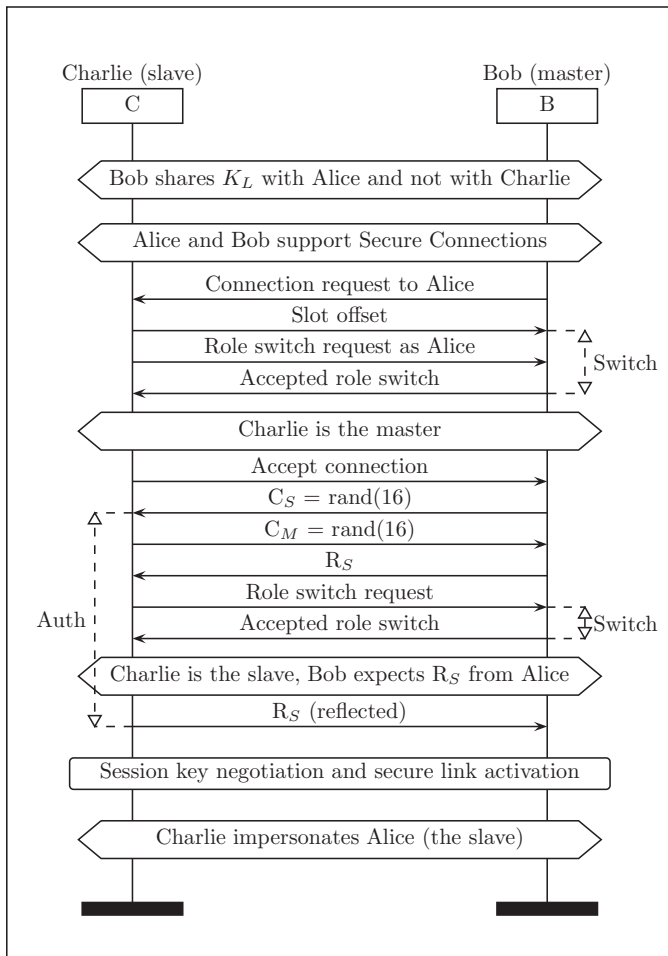 Charlie (slave) Bob (master)
C B
Bob shares K_L with Alice and not with Charlie
Alice and Bob support Secure Connections
Connection request to Alice
Slot offset
Role switch request as Alice
Switch
Accepted role switch
Charlie is the master
Accept connection
C_S = rand(16)
C_M = rand(16)
R_S
Role switch request
Auth
Accepted role switch
Switch
Charlie is the slave, Bob expects R_S from Alice
R_S (reflected)
Session key negotiation and secure link activation
Charlie impersonates Alice (the slave)